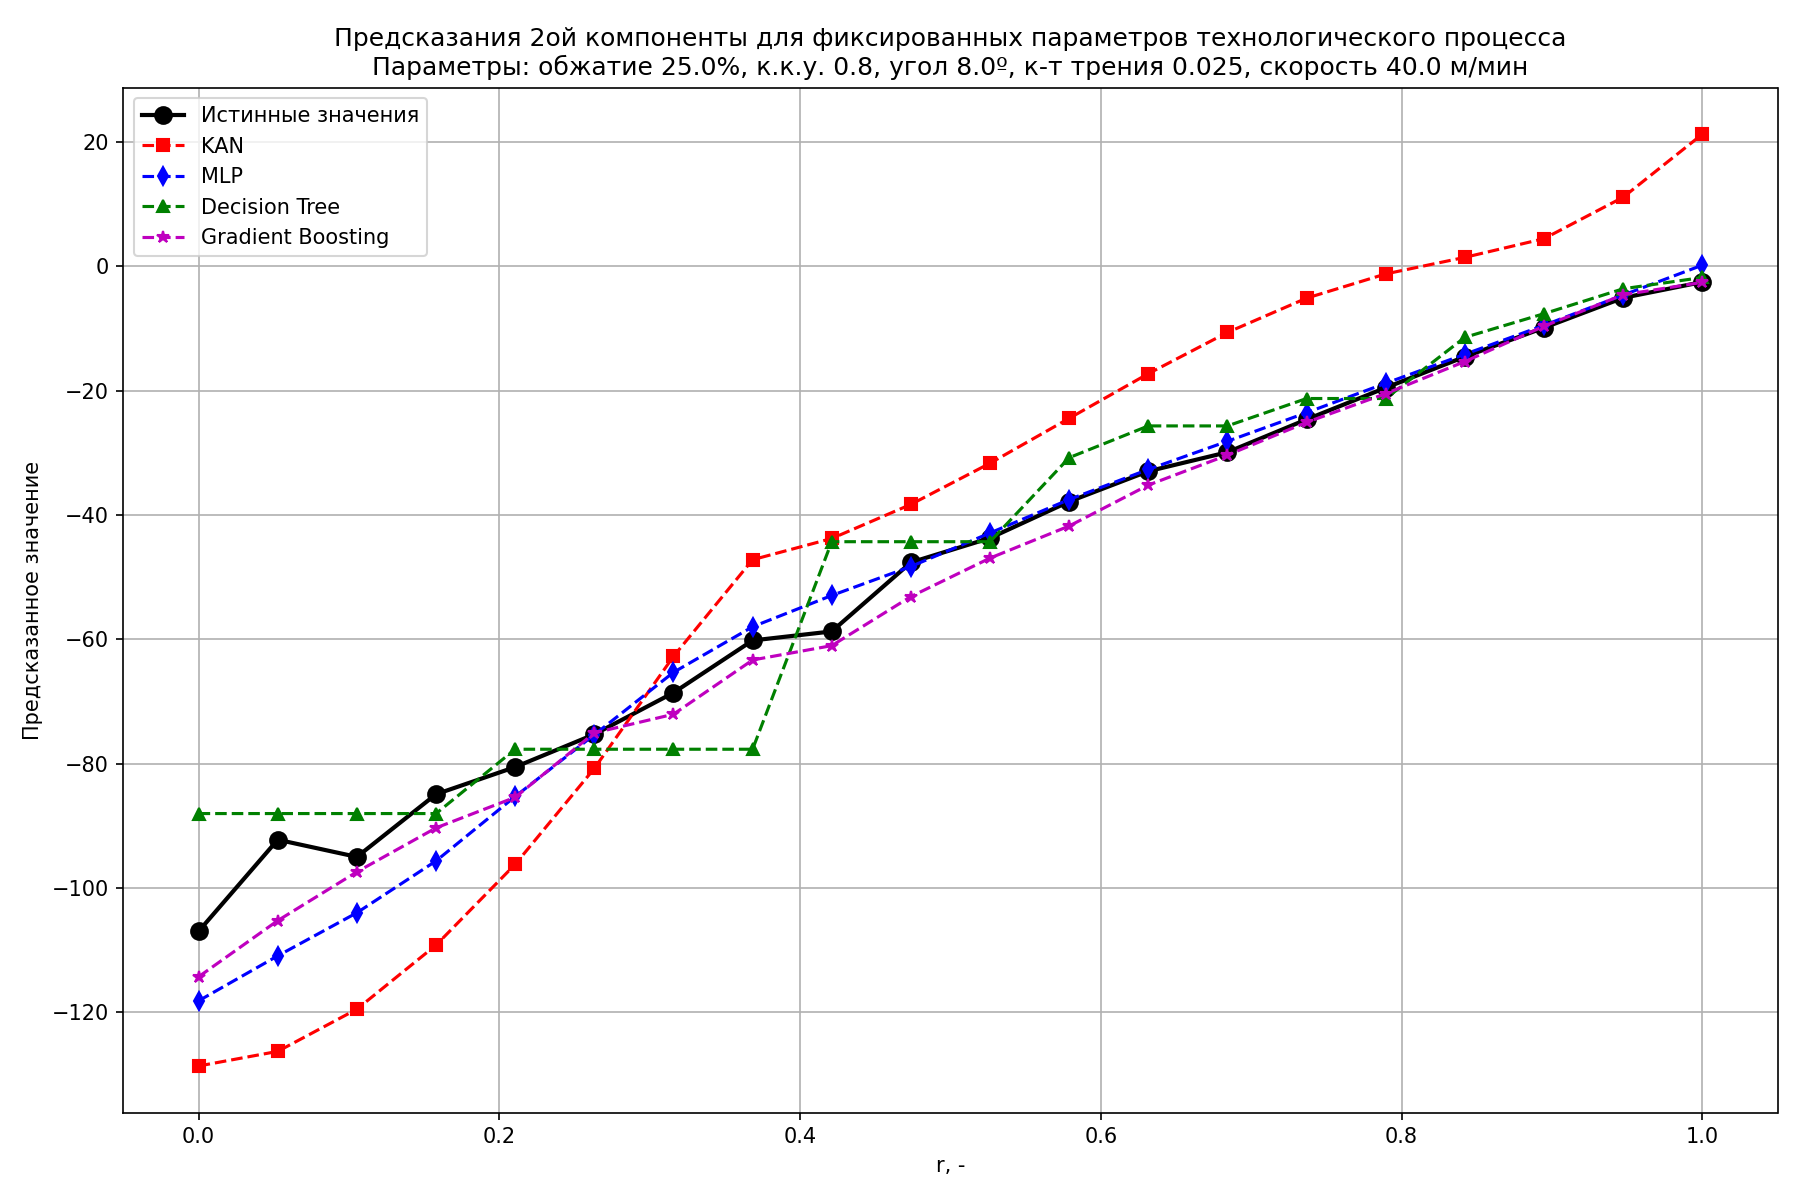 Предсказания 2ой компоненты для фиксированных параметров технологического процесса
Параметры: обжатие 25.0%, к.к.у. 0.8, угол 8.0º, к-т трения 0.025, скорость 40.0 м/мин
Истинные значения
KAN
MLP
Decision Tree
Gradient Boosting
Предсказанное значение
20
0
−20
−40
−60
−80
−100
−120
0.0 0.2 0.4 0.6 0.8 1.0
r, -